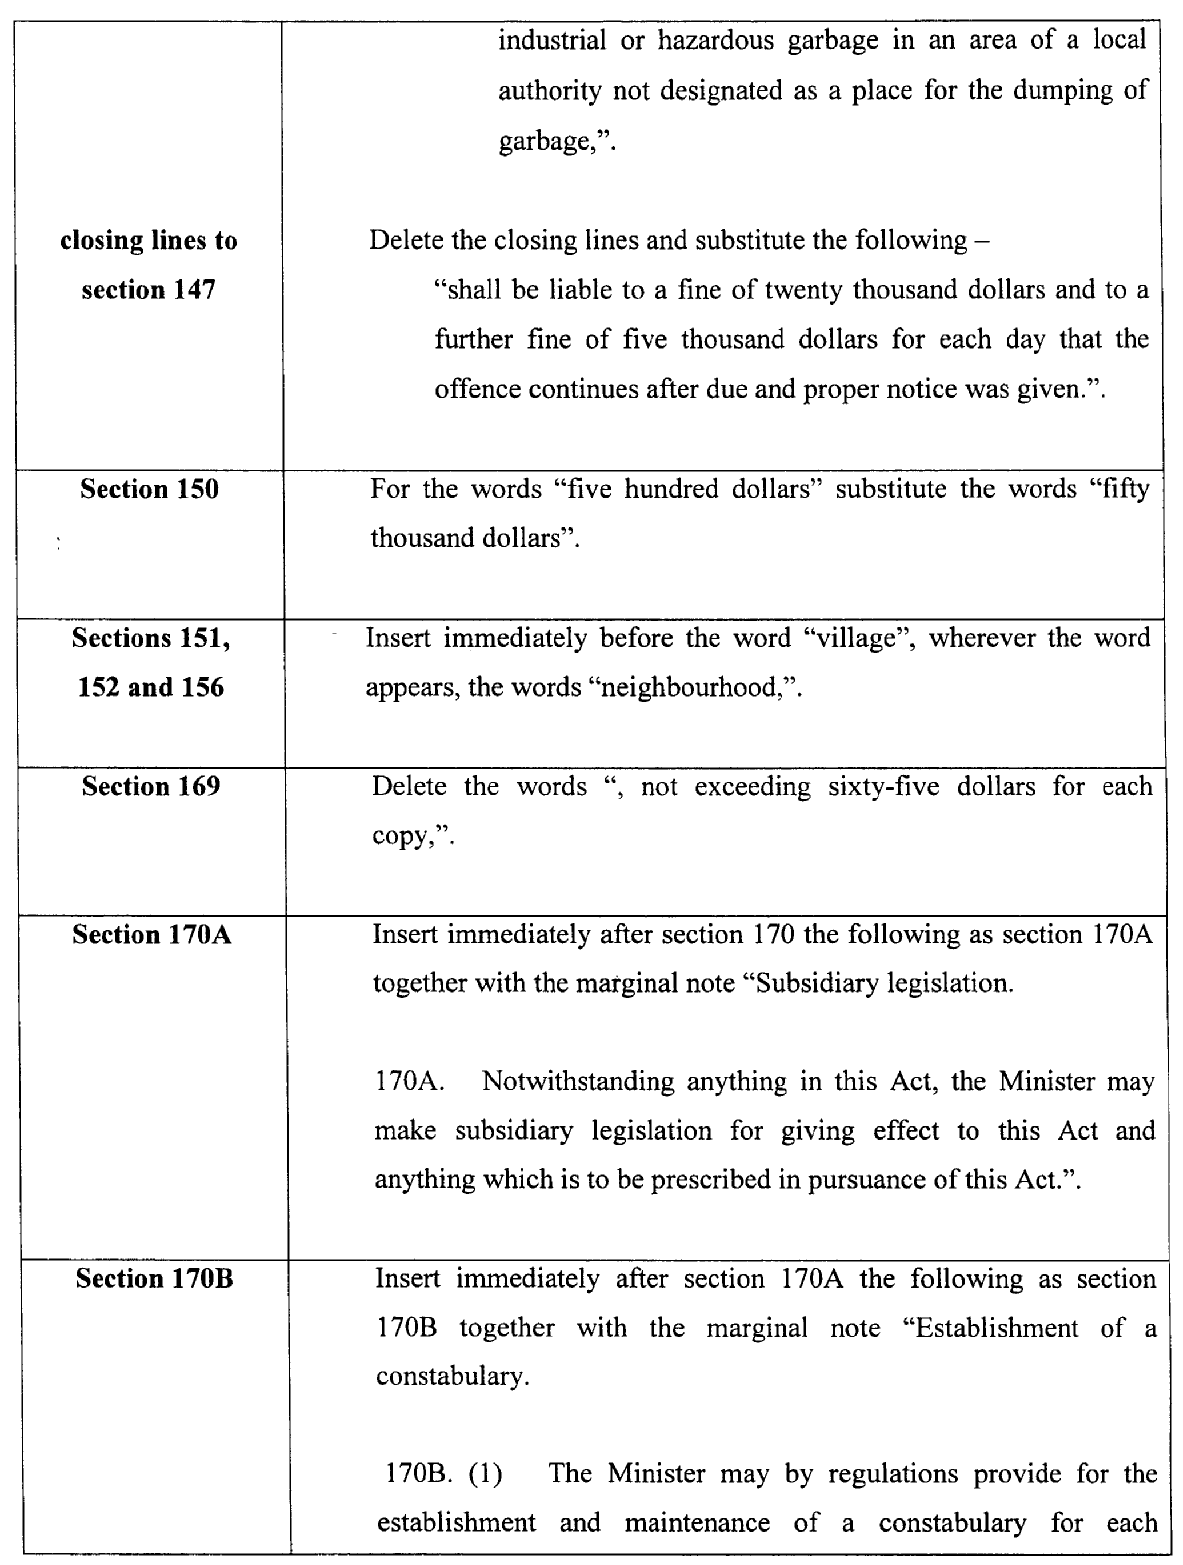 industrial or hazardous garbage in an area of a local
authority not designated as a place for the dumping of
garbage,”.
closing lines to
section 147
Delete the closing lines and substitute the following –
“shall be liable to a fine of twenty thousand dollars and to a
further fine of five thousand dollars for each day that the
offence continues after due and proper notice was given.”.
Section 150
For the words “five hundred dollars” substitute the words “fifty
thousand dollars”.
Sections 151,
152 and 156
Insert immediately before the word “village”, wherever the word
appears, the words “neighbourhood,”.
Section 169
Delete the words “, not exceeding sixty-five dollars for each
copy,”.
Section 170A
Insert immediately after section 170 the following as section 170A
together with the marginal note “Subsidiary legislation.
170A. Notwithstanding anything in this Act, the Minister may
make subsidiary legislation for giving effect to this Act and
anything which is to be prescribed in pursuance of this Act.”.
Section 170B
Insert immediately after section 170A the following as section
170B together with the marginal note “Establishment of a
constabulary.
170B. (1) The Minister may by regulations provide for the
establishment and maintenance of a constabulary for each